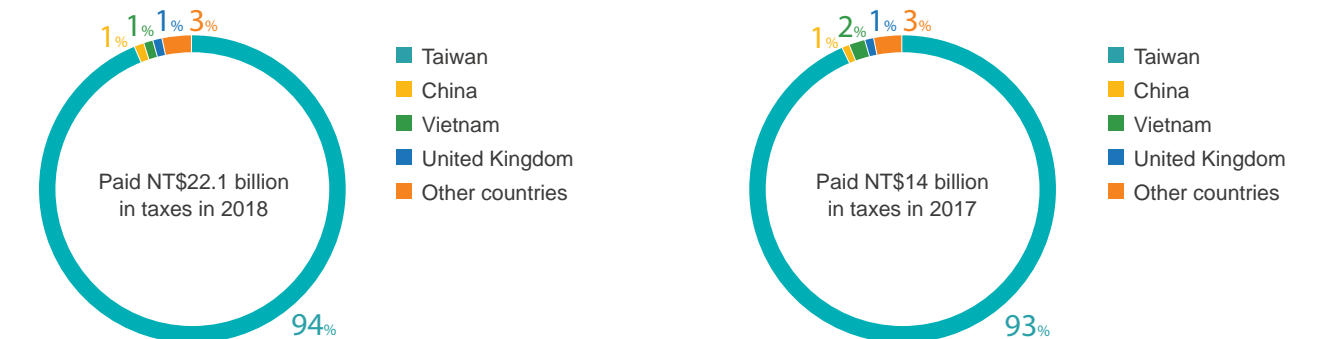 1% 1% 1% 3%
Taiwan
China
Vietnam
United Kingdom
Other countries
Paid NT$22.1 billion
in taxes in 2018
94%
1% 2% 1% 3%
Taiwan
China
Vietnam
United Kingdom
Other countries
Paid NT$14 billion
in taxes in 2017
93%